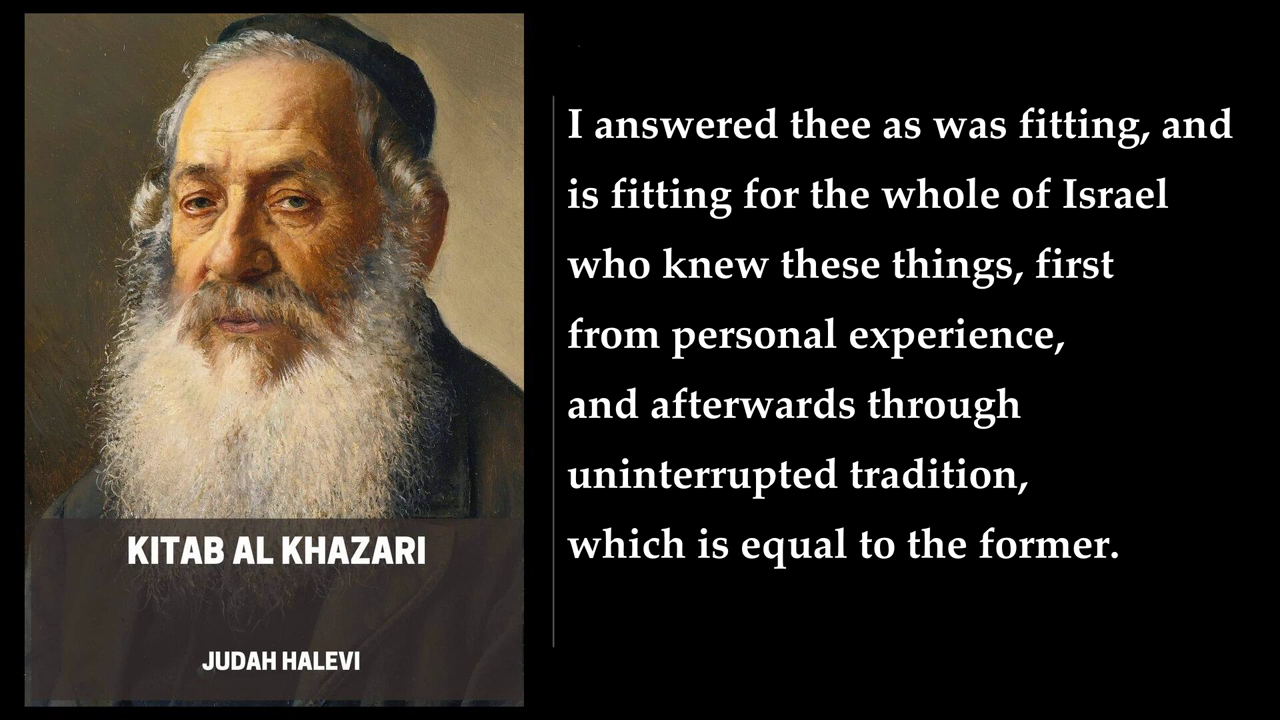 KITAB AL KHAZARI
JUDAH HALEVI
I answered thee as was fitting, and
is fitting for the whole of Israel
who knew these things, first
from personal experience,
and afterwards through
uninterrupted tradition,
which is equal to the former.